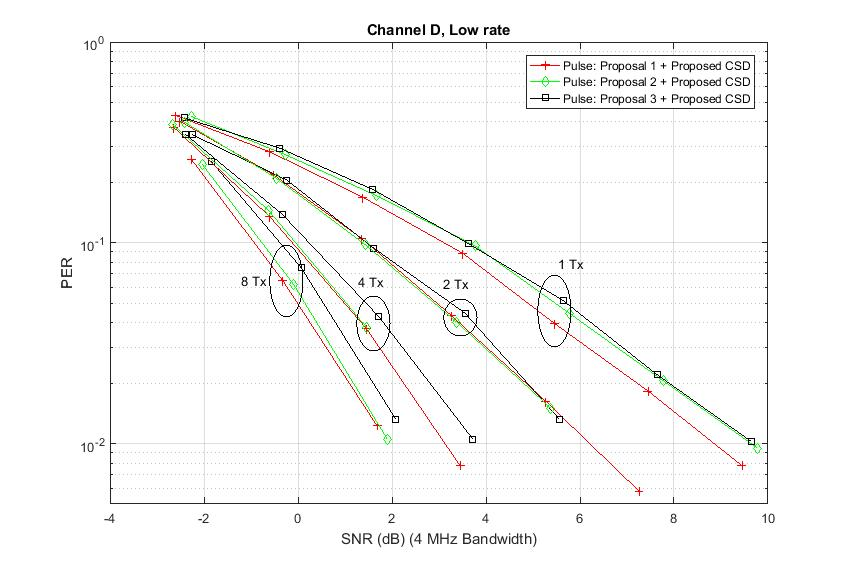 Channel D, Low rate
10^0
Pulse: Proposal 1 + Proposed CSD
Pulse: Proposal 2 + Proposed CSD
Pulse: Proposal 3 + Proposed CSD
10^-1
1 Tx
8 Tx
4 Tx
2 Tx
PER
10^-2
-4
-2
0
2
4
6
8
10
SNR (dB) (4 MHz Bandwidth)